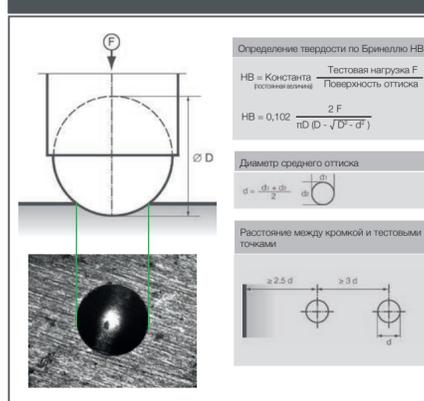 F
Ø D
Определение твердости по Бринеллю HB
HB = Константа Тестовая нагрузка F
(постоянная величина) Поверхность оттиска
HB = 0,102 2 F
πD (D - √D² - d²)
Диаметр среднего оттиска
d = d₁ + d₂
2
d₁
d₂
Расстояние между кромкой и тестовыми
точками
≥ 2,5 d ≥ 3 d
d